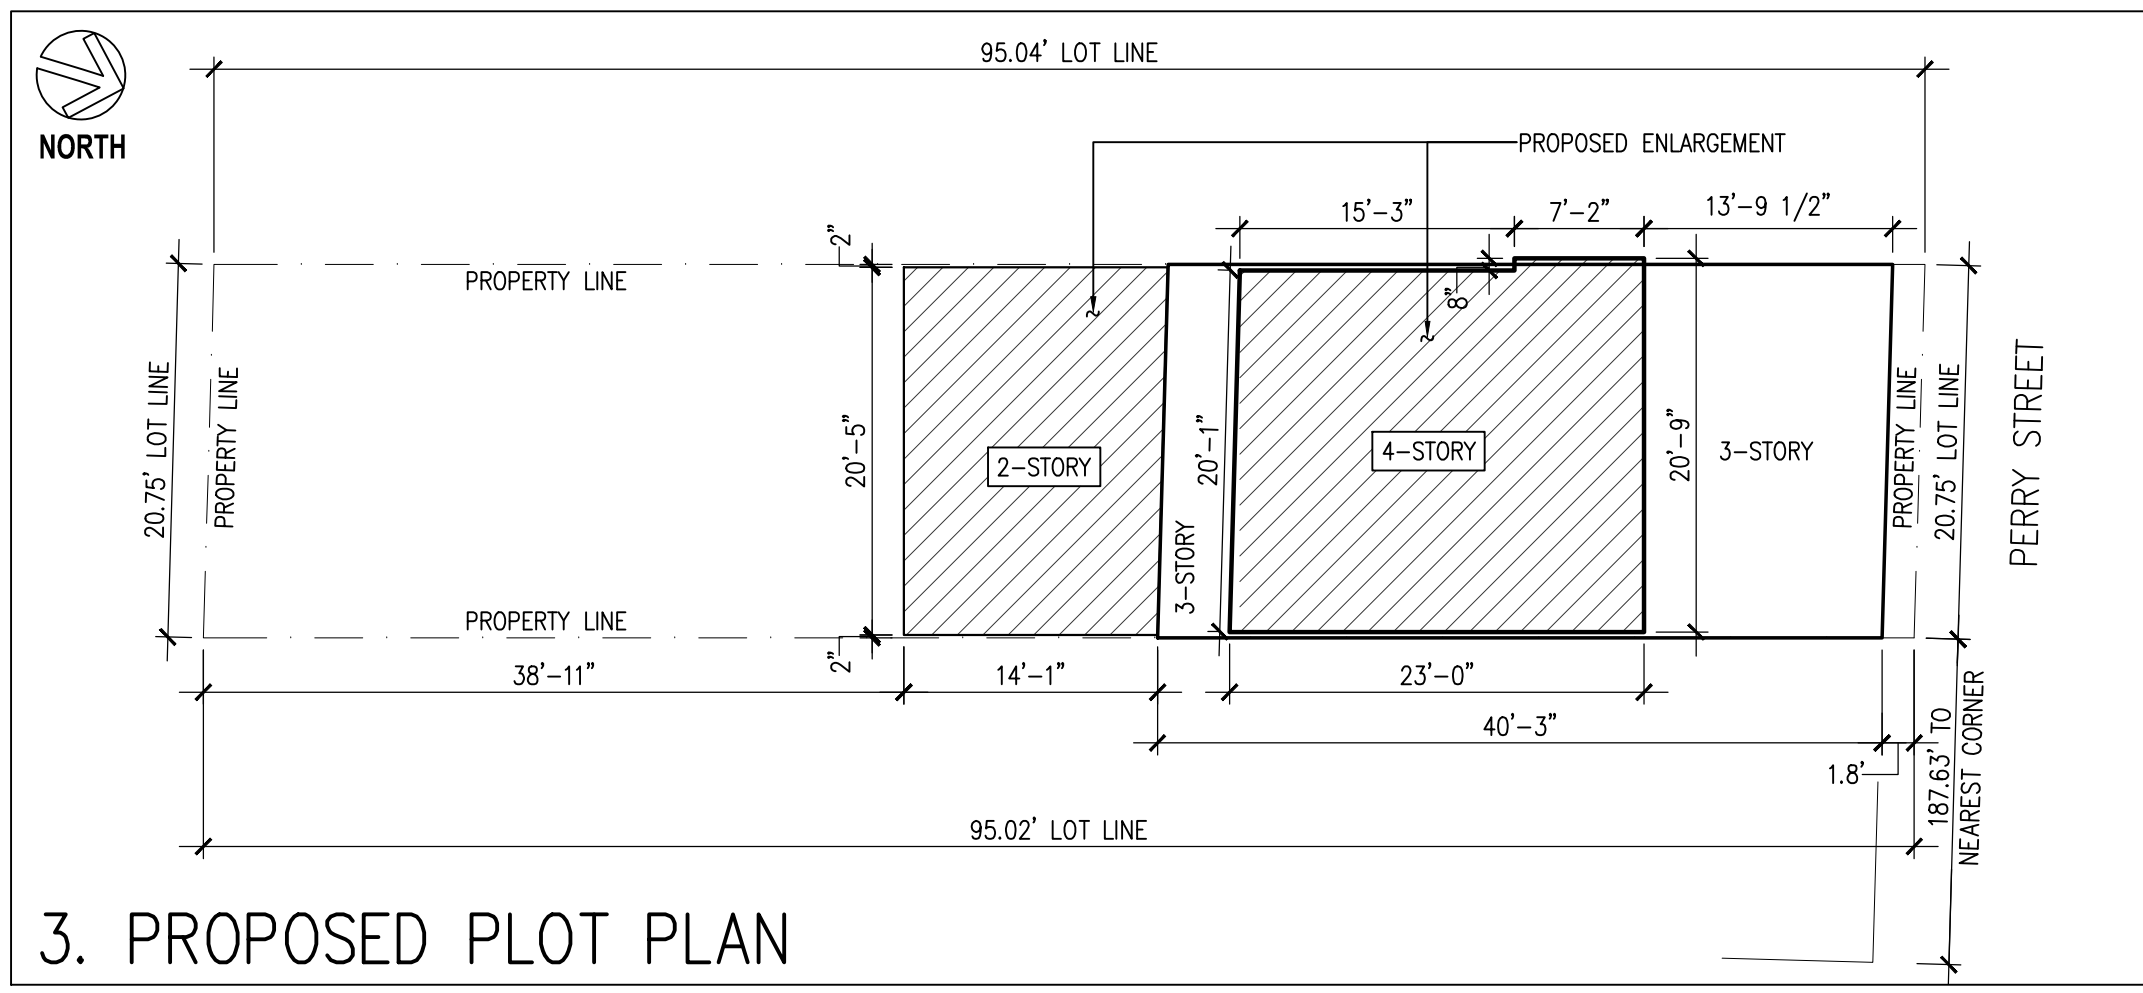 NORTH
95.04' LOT LINE
PROPOSED ENLARGEMENT
15'-3"
7'-2"
13'-9 1/2"
2"
PROPERTY LINE
8"
20.75' LOT LINE
PROPERTY LINE
20'-5"
2-STORY
3-STORY
20'-1"
4-STORY
20'-9"
3-STORY
PROPERTY LINE
20.75' LOT LINE
PERRY STREET
PROPERTY LINE
2"
38'-11"
14'-1"
23'-0"
40'-3"
1.8'
187.63' TO
NEAREST CORNER
95.02' LOT LINE
3. PROPOSED PLOT PLAN